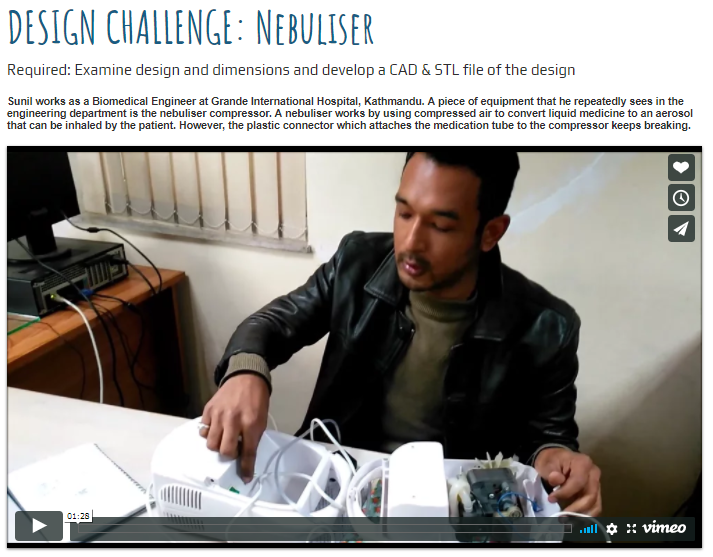 DESIGN CHALLENGE: NEBULISER
Required: Examine design and dimensions and develop a CAD & STL file of the design
Sunil works as a Biomedical Engineer at Grande International Hospital, Kathmandu. A piece of equipment that he repeatedly sees in the
engineering department is the nebuliser compressor. A nebuliser works by using compressed air to convert liquid medicine to an aerosol
that can be inhaled by the patient. However, the plastic connector which attaches the medication tube to the compressor keeps breaking.
01:28
vimeo